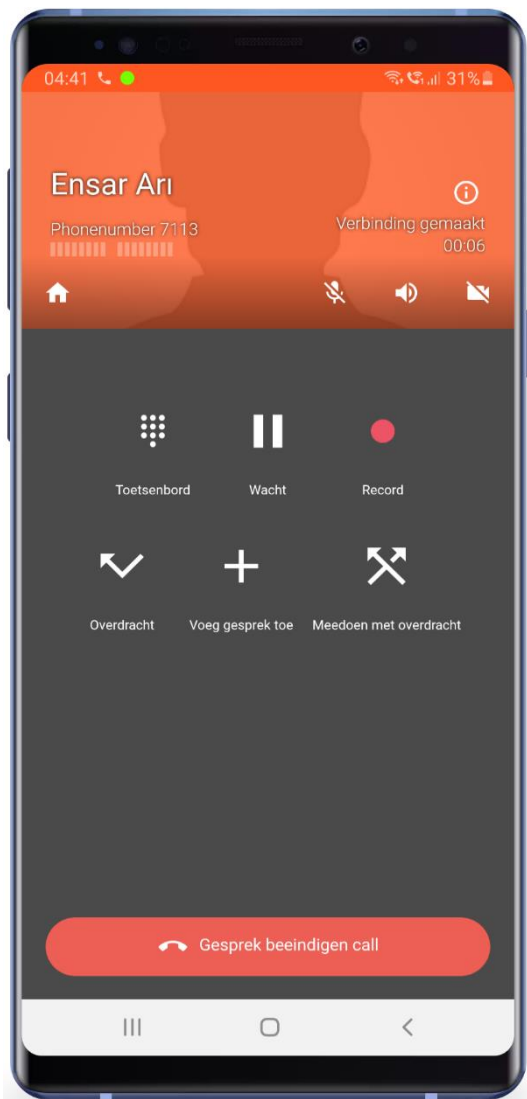 04:41 31%
Ensar Arı
Phonenumber 7113
Verbinding gemaakt
00:06
Toetsenbord Wacht Record
Overdracht Voeg gesprek toe Meedoen met overdracht
Gesprek beeindigen call